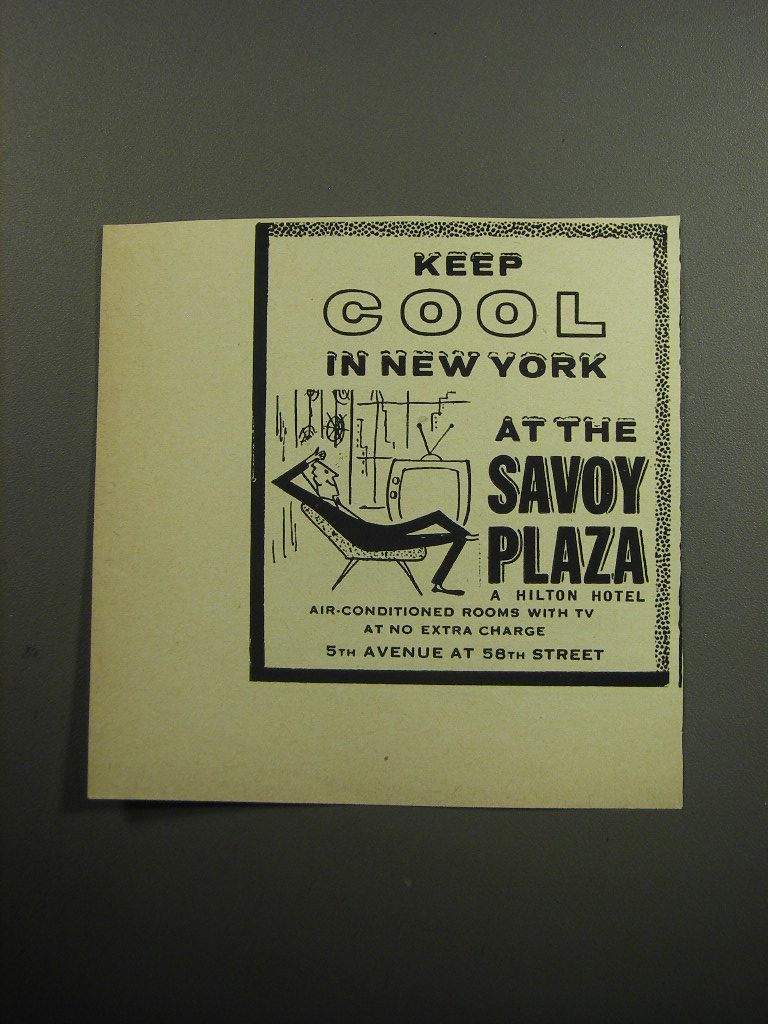 KEEP
COOL
IN NEW YORK
AT THE
SAVOY
PLAZA
A HILTON HOTEL
AIR-CONDITIONED ROOMS WITH TV
AT NO EXTRA CHARGE
5TH AVENUE AT 58TH STREET